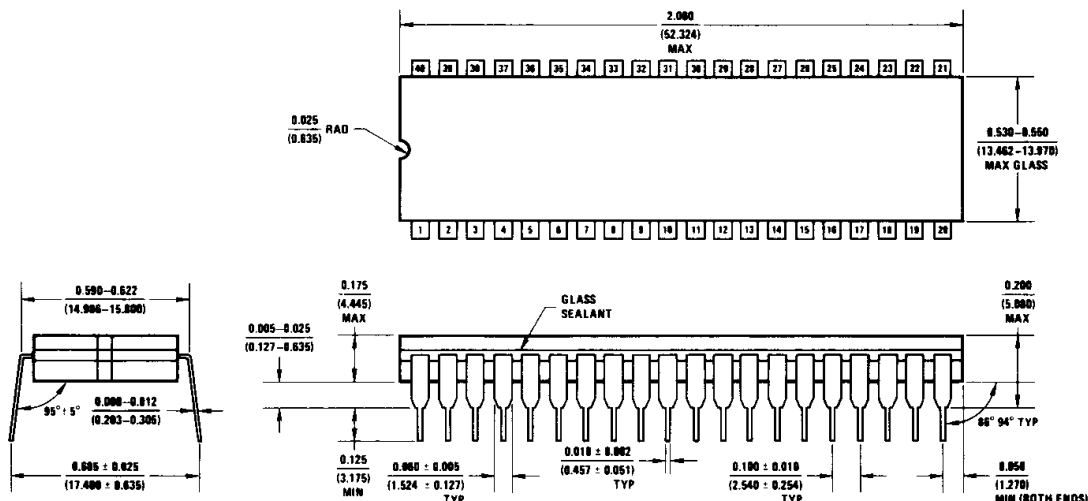 2.060
(52.324)
MAX
40 39 38 37 36 35 34 33 32 31 30 29 28 27 26 25 24 23 22 21
0.025
(0.635)
RAD
0.530–0.550
(13.462–13.970)
MAX GLASS
1 2 3 4 5 6 7 8 9 10 11 12 13 14 15 16 17 18 19 20
0.590–0.622
(14.986–15.800)
95° ± 5°
0.008–0.012
(0.203–0.305)
0.685 ± 0.025
(17.400 ± 0.635)
0.175
(4.445)
MAX
0.005–0.025
(0.127–0.635)
GLASS
SEALANT
0.200
(5.080)
MAX
86° 94° TYP
0.125
(3.175)
MIN
0.060 ± 0.005
(1.524 ± 0.127)
TYP
0.018 ± 0.002
(0.457 ± 0.051)
TYP
0.100 ± 0.010
(2.540 ± 0.254)
TYP
0.050
(1.270)
MIN (BOTH ENDS)